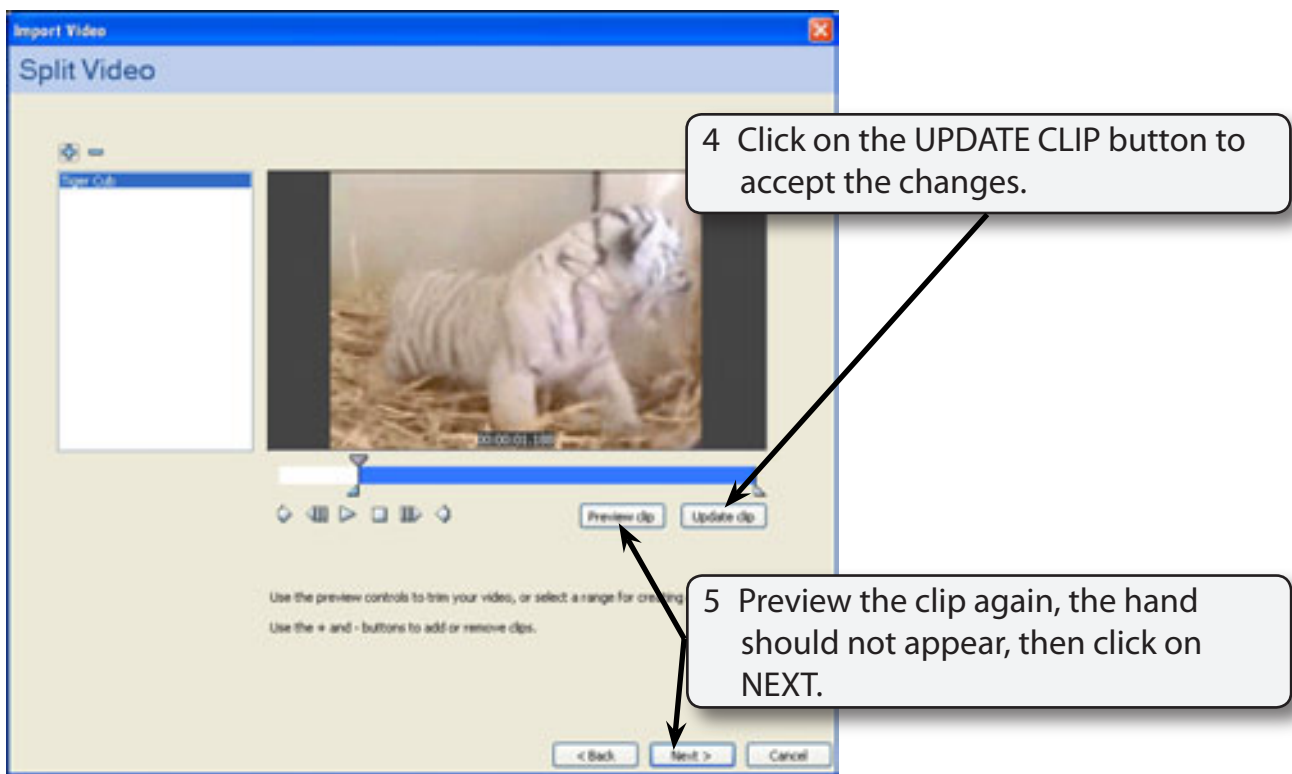 Import Video
Split Video
4 Click on the UPDATE CLIP button to
accept the changes.
Tiger Cub
00:00:01.188
Preview clip
Update clip
Use the preview controls to trim your video, or select a range for creating
Use the + and - buttons to add or remove clips.
5 Preview the clip again, the hand
should not appear, then click on
NEXT.
< Back
Next >
Cancel